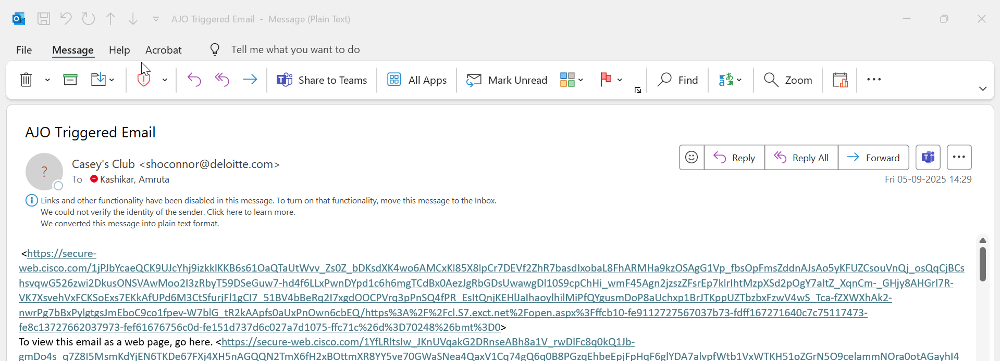 AJO Triggered Email - Message (Plain Text)
File Message Help Acrobat Tell me what you want to do
Share to Teams All Apps Mark Unread Find Zoom
AJO Triggered Email
Casey's Club <shoconnor@deloitte.com>
Reply Reply All Forward
To Kashikar, Amruta
Fri 05-09-2025 14:29
Links and other functionality have been disabled in this message. To turn on that functionality, move this message to the Inbox.
We could not verify the identity of the sender. Click here to learn more.
We converted this message into plain text format.
<https://secure-
web.cisco.com/1jPJbYcaeQCK9UJcYhj9izkklKKB6s61OaQTaUtWvv_Zs0Z_bDKsdXK4wo6AMCxKl85X8lpCr7DEVf2ZhR7basdIxobaL8FhARMHa9kzOSAgG1Vp_fbsOpFmsZddnAJsAo5yKFUZCsouVnQj_osQqCjBCs
hsvqwG526zwi2DkusONSVAwMoo2I3zRbyT59DSeGuw7-hd4f6LLxPwnDYpd1c6h6mgTCdBx0AezJgRbGDsUwawgDl10S9cpChHi_wmF45Agn2jzszZFsrEp7klrIhtMzpXSd2pOgY7aItZ_XqnCm-_GHjy8AHGrl7R-
VK7XsvehVxFCKSoExs7EKkAfUPd6M3CtSfurjFl1gCI7_51BV4bBeRq2I7xgdOOCPVrq3pPnSQ4fPR_EsItQnjKEHlJaIhaoylhilMiPfQYgusmDoP8aUchxp1BrJTKppUZTbzbxFzwV4wS_Tca-fZXWXhAk2-
nwrPg7bBxPylgtgsJmEboC9co1fpev-W7blG_tR2kAApfs0aUxPnOwn6cbEQ/https%3A%2F%2Fcl.S7.exct.net%2Fopen.aspx%3Fffcb10-fe9112727567037b73-fdff167271640c7c75117473-
fe8c13727662037973-fef61676756c0d-fe151d737d6c027a7d1075-ffc71c%26d%3D70248%26bmt%3D0>
To view this email as a web page, go here. <https://secure-web.cisco.com/1YfLRltsIw_JKnUVqakG2DRnseABh8a1V_rwDlFc8q0kQ1Jb-
gmDo4s_q7Z8I5MsmKdYjEN6TKDe67FXj4XH5nAGQQN2TmX6fH2xBOttmXR8YY5ve70GWaSNea4QaxV1Cq74gQ6q0B8PGzqEhbeEpjFpHqF6glYDA7alvpfWtb1VxWTKH51oZGrN5O9celammNOra0otAGayhI4